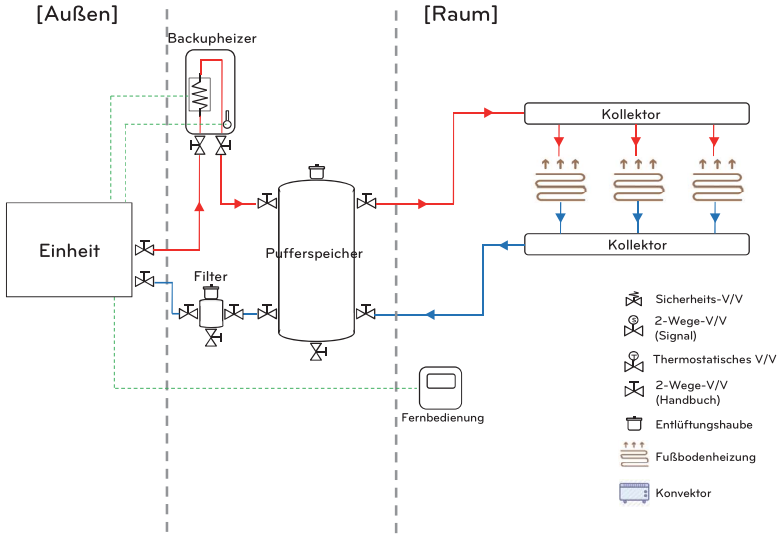 [Außen]
[Raum]
Backupheizer
Kollektor
Einheit
Pufferspeicher
Kollektor
Filter
Sicherheits-V/V
S
2-Wege-V/V
(Signal)
T
Thermostatisches V/V
2-Wege-V/V
(Handbuch)
Fernbedienung
Entlüftungshaube
Fußbodenheizung
Konvektor